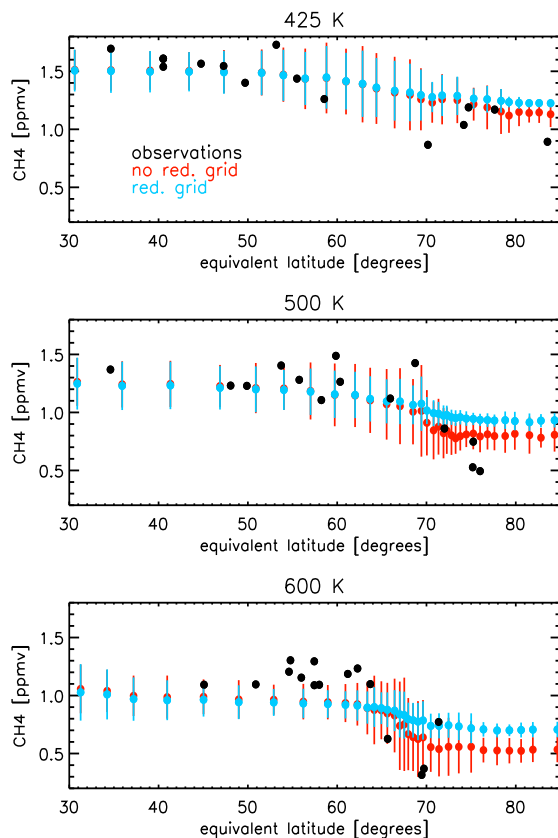 425 K
CH4 [ppmv]
1.5
1.0
0.5
observations
no red. grid
red. grid
30 40 50 60 70 80
equivalent latitude [degrees]
500 K
CH4 [ppmv]
1.5
1.0
0.5
30 40 50 60 70 80
equivalent latitude [degrees]
600 K
CH4 [ppmv]
1.5
1.0
0.5
30 40 50 60 70 80
equivalent latitude [degrees]